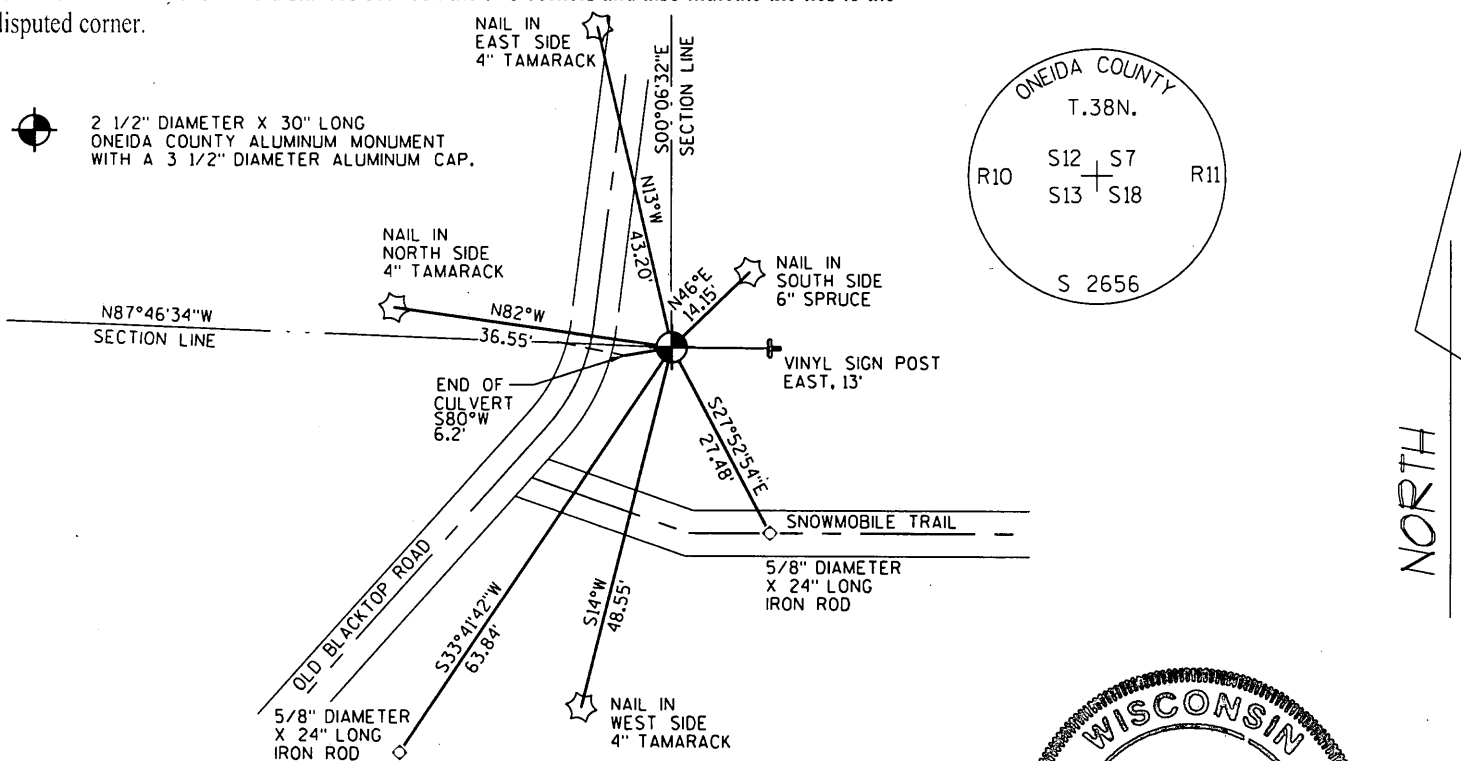 disputed corner.
NAIL IN
EAST SIDE
4" TAMARACK
S00°06'32"E
SECTION LINE
2 1/2" DIAMETER X 30" LONG
ONEIDA COUNTY ALUMINUM MONUMENT
WITH A 3 1/2" DIAMETER ALUMINUM CAP.
ONEIDA COUNTY
T.38N.
S12 S7
R10 R11
S13 S18
S 2656
N13°W
43.20'
NAIL IN
NORTH SIDE
4" TAMARACK
N46°E
14.15'
NAIL IN
SOUTH SIDE
6" SPRUCE
N87°46'34"W
SECTION LINE
N82°W
36.55'
VINYL SIGN POST
EAST, 13'
END OF
CULVERT
S80°W
6.2'
S27°52'54"E
27.48'
SNOWMOBILE TRAIL
5/8" DIAMETER
X 24" LONG
IRON ROD
NORTH
OLD BLACKTOP ROAD
S33°41'42"W
63.84'
S14°W
48.55'
5/8" DIAMETER
X 24" LONG
IRON ROD
NAIL IN
WEST SIDE
4" TAMARACK
WISCONSIN